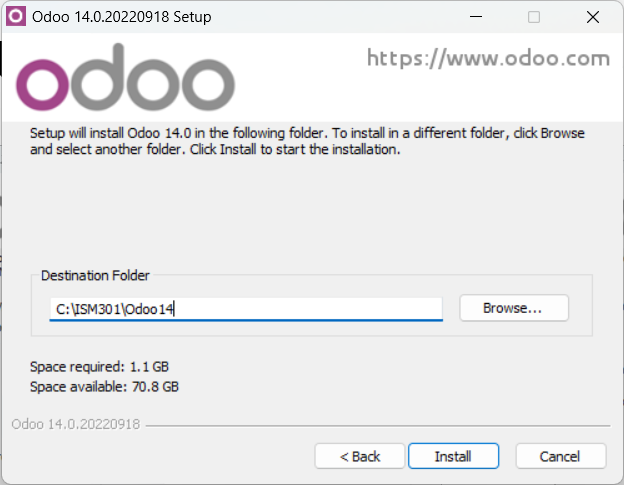 Odoo 14.0.20220918 Setup
odoo
https://www.odoo.com
Setup will install Odoo 14.0 in the following folder. To install in a different folder, click Browse
and select another folder. Click Install to start the installation.
Destination Folder
C:\ISM301\Odoo14
Browse...
Space required: 1.1 GB
Space available: 70.8 GB
Odoo 14.0.20220918
< Back
Install
Cancel